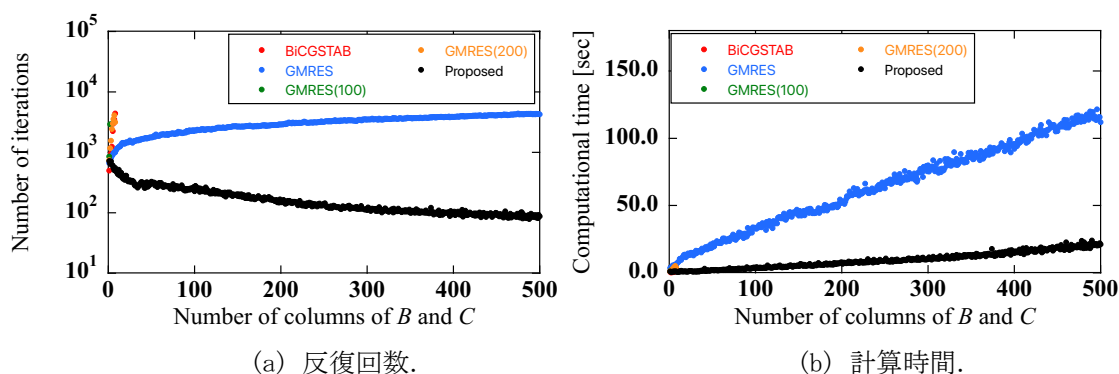 10^5
10^4
10^3
10^2
10^1
Number of iterations
BiCGSTAB
GMRES
GMRES(100)
GMRES(200)
Proposed
0 100 200 300 400 500
Number of columns of B and C
(a) 反復回数.
150.0
100.0
50.0
0.0
Computational time [sec]
BiCGSTAB
GMRES
GMRES(100)
GMRES(200)
Proposed
0 100 200 300 400 500
Number of columns of B and C
(b) 計算時間.